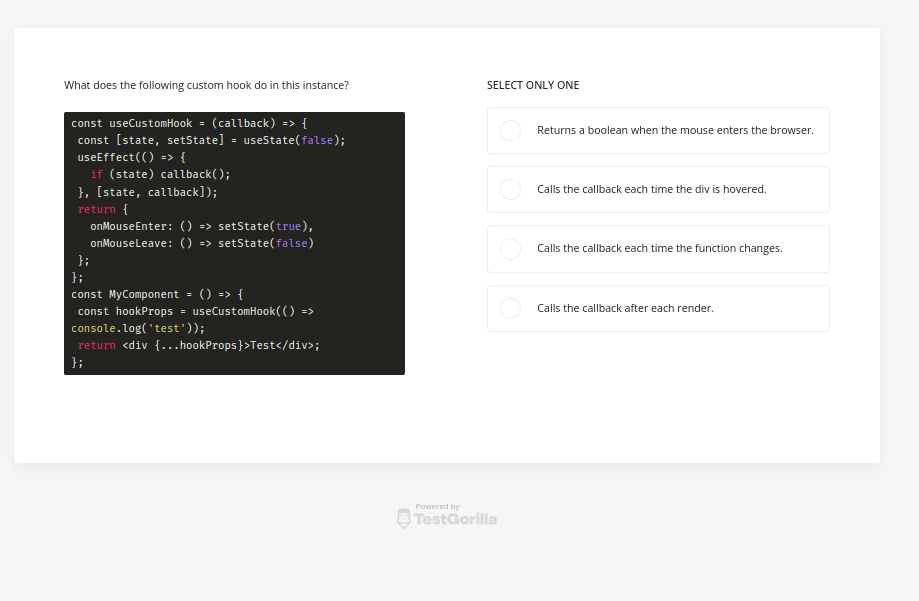 What does the following custom hook do in this instance?
const useCustomHook = (callback) => {
const [state, setState] = useState(false);
useEffect(() => {
if (state) callback();
}, [state, callback]);
return {
onMouseEnter: () => setState(true),
onMouseLeave: () => setState(false)
};
};
const MyComponent = () => {
const hookProps = useCustomHook(() =>
console.log('test'));
return <div {...hookProps}>Test</div>;
};
SELECT ONLY ONE
Returns a boolean when the mouse enters the browser.
Calls the callback each time the div is hovered.
Calls the callback each time the function changes.
Calls the callback after each render.
Powered by
TestGorilla